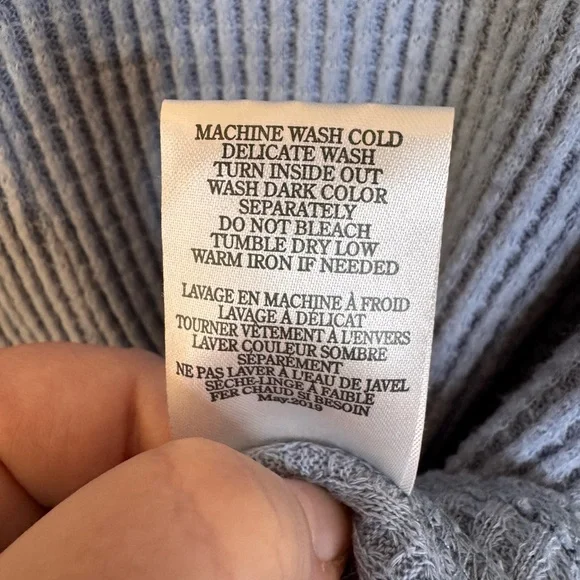 MACHINE WASH COLD
DELICATE WASH
TURN INSIDE OUT
WASH DARK COLOR
SEPARATELY
DO NOT BLEACH
TUMBLE DRY LOW
WARM IRON IF NEEDED
LAVAGE EN MACHINE À FROID
LAVAGE À DELICAT
TOURNER VÊTEMENT À L'ENVERS
LAVER COULEUR SOMBRE
SÉPARÉMENT
NE PAS LAVER À L'EAU DE JAVEL
SÈCHE-LINGE À FAIBLE
FER CHAUD SI BESOIN
May.2019